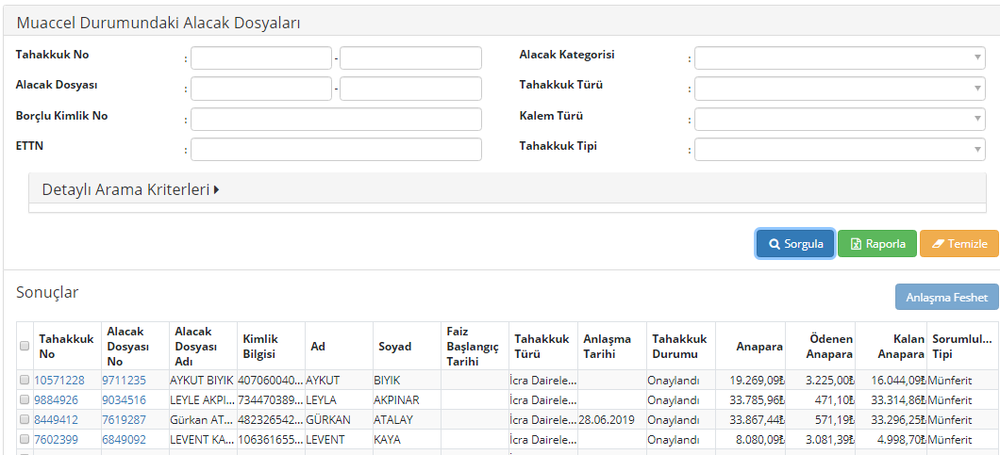 Muaccel Durumundaki Alacak Dosyaları
Tahakkuk No : - Alacak Kategorisi :
Alacak Dosyası : - Tahakkuk Türü :
Borçlu Kimlik No : Kalem Türü :
ETTN : Tahakkuk Tipi :
Detaylı Arama Kriterleri
Sorgula Raporla Temizle
Sonuçlar
Anlaşma Feshet
Tahakkuk No Alacak Dosyası No Alacak Dosyası Adı Kimlik Bilgisi Ad Soyad Faiz Başlangıç Tarihi Tahakkuk Türü Anlaşma Tarihi Tahakkuk Durumu Anapara Ödenen Anapara Kalan Anapara Sorumlul... Tipi
10571228 9711235 AYKUT BIYIK 407060040... AYKUT BIYIK İcra Dairele... Onaylandı 19.269,09₺ 3.225,00₺ 16.044,09₺ Münferit
9884926 9034516 LEYLE AKPI... 734470389... LEYLA AKPINAR İcra Dairele... Onaylandı 33.785,96₺ 471,10₺ 33.314,86₺ Münferit
8449412 7619287 Gürkan AT... 482326542... GÜRKAN ATALAY İcra Dairele... 28.06.2019 Onaylandı 33.867,44₺ 571,19₺ 33.296,25₺ Münferit
7602399 6849092 LEVENT KA... 106361655... LEVENT KAYA İcra Dairele... Onaylandı 8.080,09₺ 3.081,39₺ 4.998,70₺ Münferit